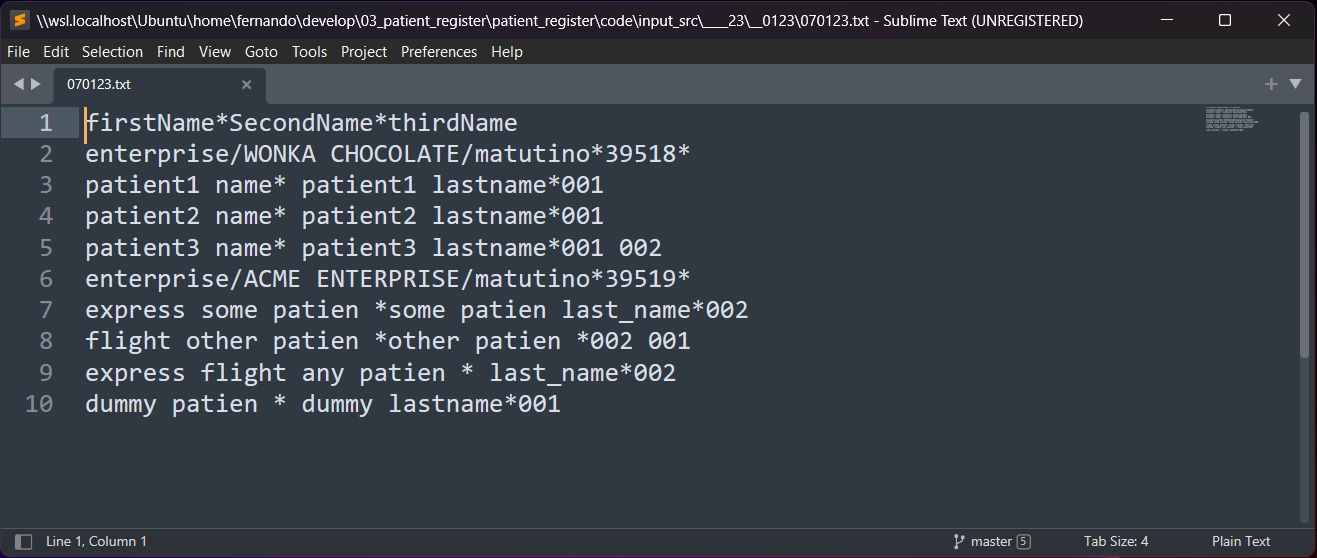 \\wsl.localhost\Ubuntu\home\fernando\develop\03_patient_register\patient_register\code\input_src\____23\__0123\070123.txt - Sublime Text (UNREGISTERED)
File Edit Selection Find View Goto Tools Project Preferences Help
070123.txt
1 firstName*SecondName*thirdName
2 enterprise/WONKA CHOCOLATE/matutino*39518*
3 patient1 name* patient1 lastname*001
4 patient2 name* patient2 lastname*001
5 patient3 name* patient3 lastname*001 002
6 enterprise/ACME ENTERPRISE/matutino*39519*
7 express some patien *some patien last_name*002
8 flight other patien *other patien *002 001
9 express flight any patien * last_name*002
10 dummy patien * dummy lastname*001
Line 1, Column 1 master 5 Tab Size: 4 Plain Text